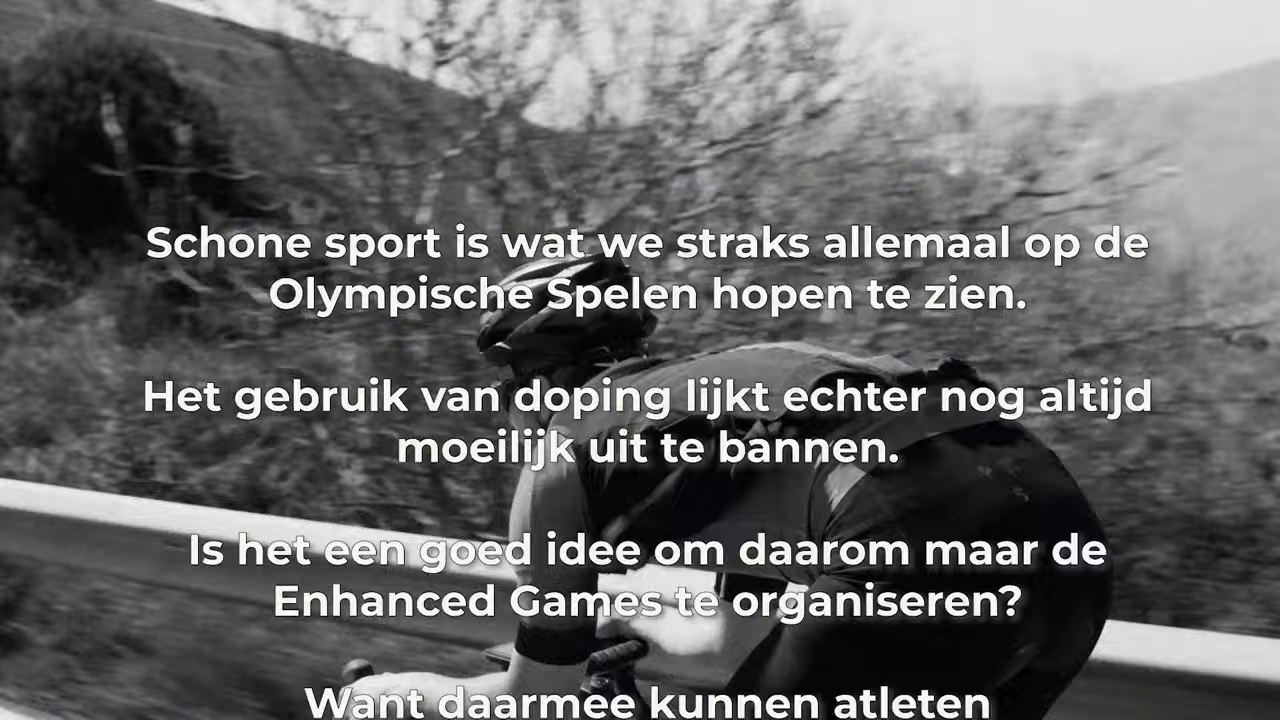 Schone sport is wat we straks allemaal op de
Olympische Spelen hopen te zien.
Het gebruik van doping lijkt echter nog altijd
moeilijk uit te bannen.
Is het een goed idee om daarom maar de
Enhanced Games te organiseren?
Want daarmee kunnen atleten